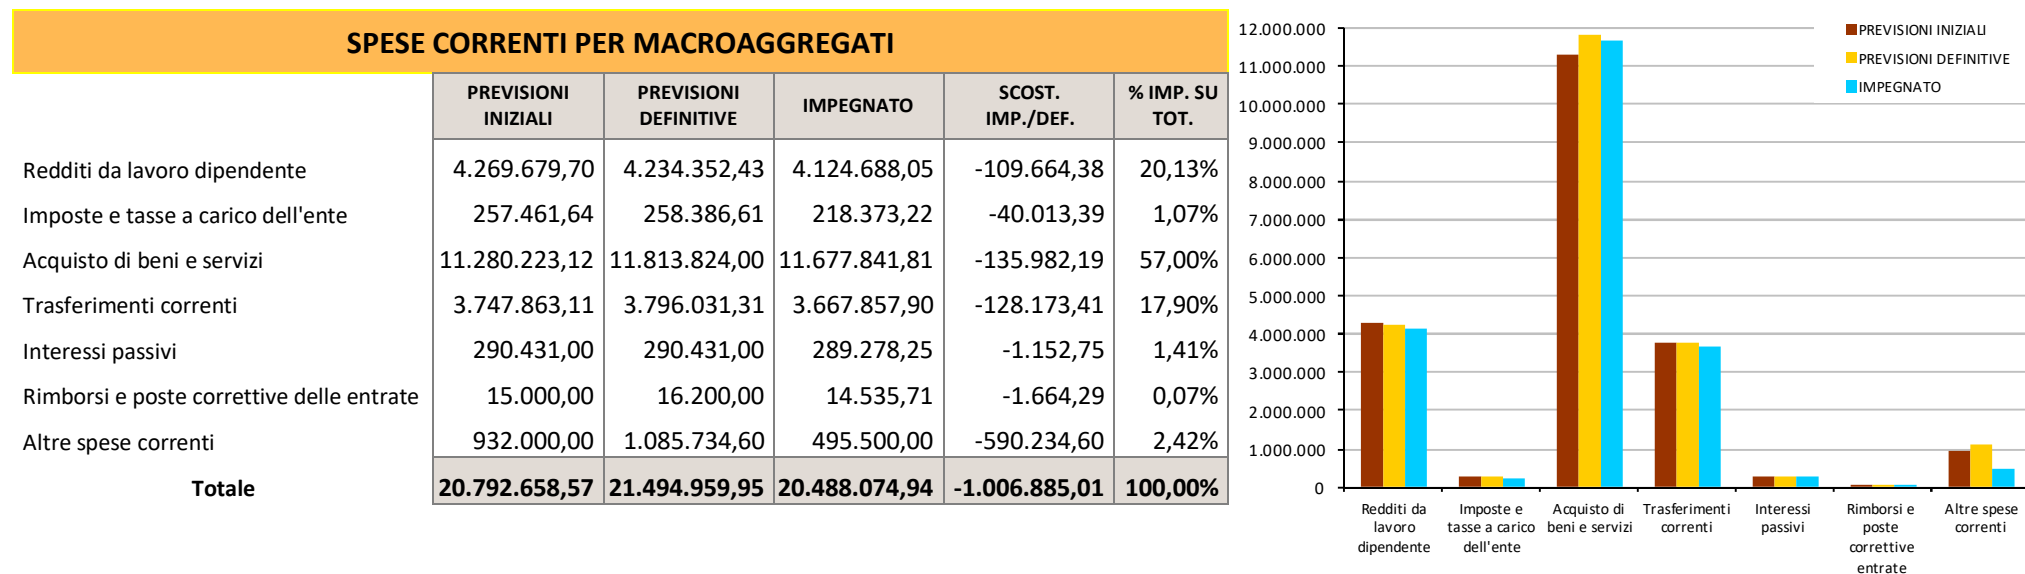 SPESE CORRENTI PER MACROAGGREGATI
PREVISIONI INIZIALI PREVISIONI DEFINITIVE IMPEGNATO SCOST. IMP./DEF. % IMP. SU TOT.
Redditi da lavoro dipendente 4.269.679,70 4.234.352,43 4.124.688,05 -109.664,38 20,13%
Imposte e tasse a carico dell'ente 257.461,64 258.386,61 218.373,22 -40.013,39 1,07%
Acquisto di beni e servizi 11.280.223,12 11.813.824,00 11.677.841,81 -135.982,19 57,00%
Trasferimenti correnti 3.747.863,11 3.796.031,31 3.667.857,90 -128.173,41 17,90%
Interessi passivi 290.431,00 290.431,00 289.278,25 -1.152,75 1,41%
Rimborsi e poste correttive delle entrate 15.000,00 16.200,00 14.535,71 -1.664,29 0,07%
Altre spese correnti 932.000,00 1.085.734,60 495.500,00 -590.234,60 2,42%
Totale 20.792.658,57 21.494.959,95 20.488.074,94 -1.006.885,01 100,00%
12.000.000
11.000.000
10.000.000
9.000.000
8.000.000
7.000.000
6.000.000
5.000.000
4.000.000
3.000.000
2.000.000
1.000.000
0
PREVISIONI INIZIALI
PREVISIONI DEFINITIVE
IMPEGNATO
Redditi da
lavoro
dipendente
Imposte e
tasse a carico
dell'ente
Acquisto di
beni e servizi
Trasferimenti
correnti
Interessi
passivi
Rimborsi e
poste
correttive
entrate
Altre spese
correnti